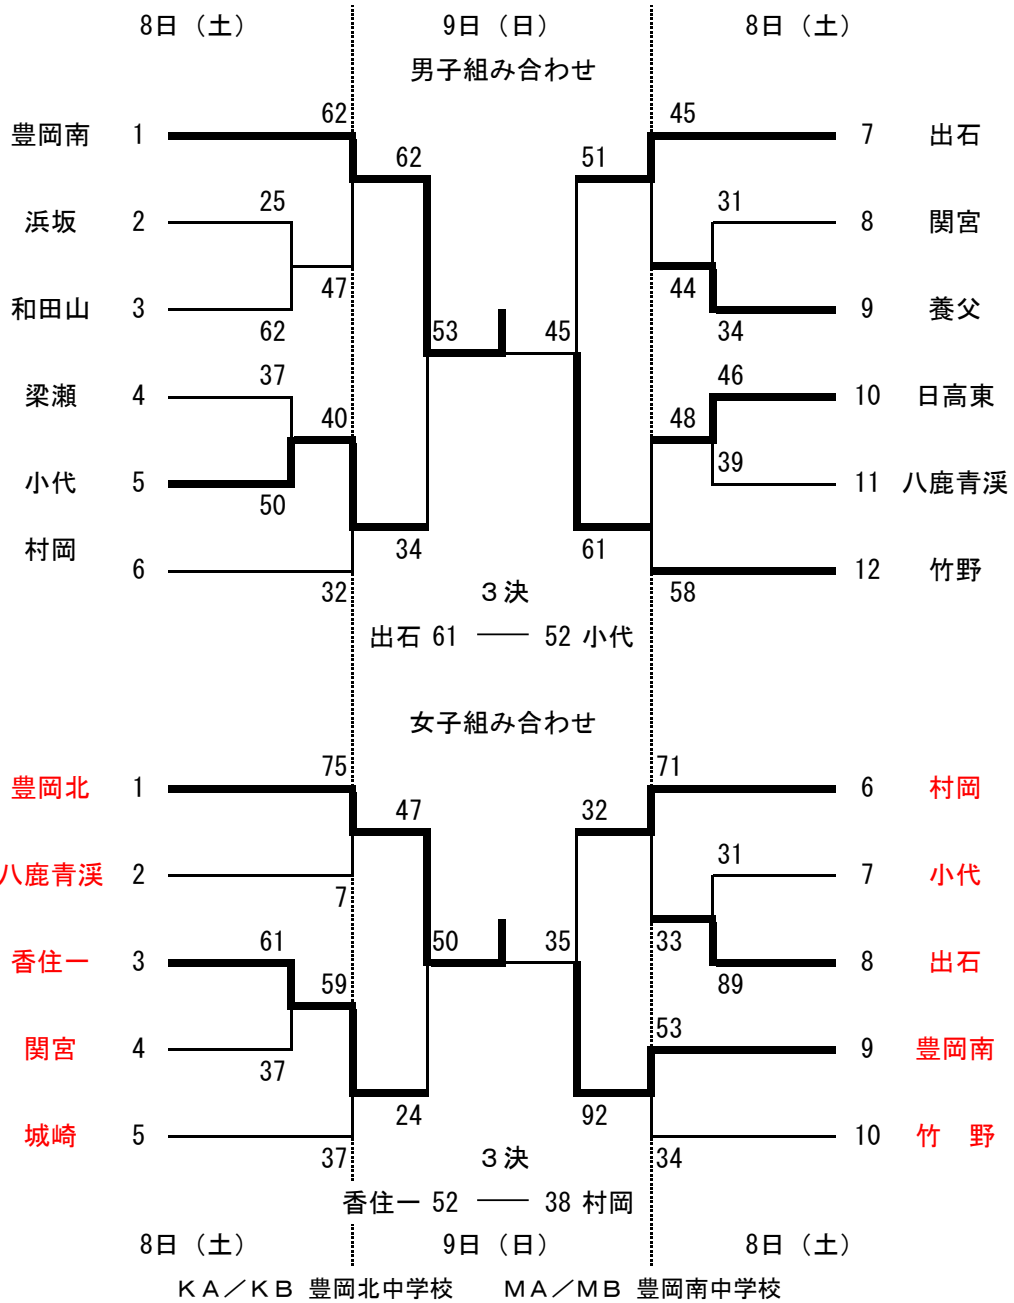 8日（土） 9日（日） 8日（土）
男子組み合わせ
62 45
豊岡南 1 62 51 7 出石
25 31
浜坂 2 8 関宮
47 44
和田山 3 53 45 9 養父
62 34
37 46
梁瀬 4 10 日高東
40 48
39
小代 5 11 八鹿青渓
50
村岡 34 61
6 12 竹野
32 3決 58
出石 61 ―― 52 小代
女子組み合わせ
75 71
豊岡北 1 6 村岡
47 32
31
八鹿青渓 2 7 小代
7
61 50 35 33
香住一 3 8 出石
59 89
53
関宮 4 9 豊岡南
37
24 92
城崎 5 10 竹　野
37 3決 34
香住一 52 ―― 38 村岡
8日（土） 9日（日） 8日（土）
ＫＡ／ＫＢ 豊岡北中学校 ＭＡ／ＭＢ 豊岡南中学校